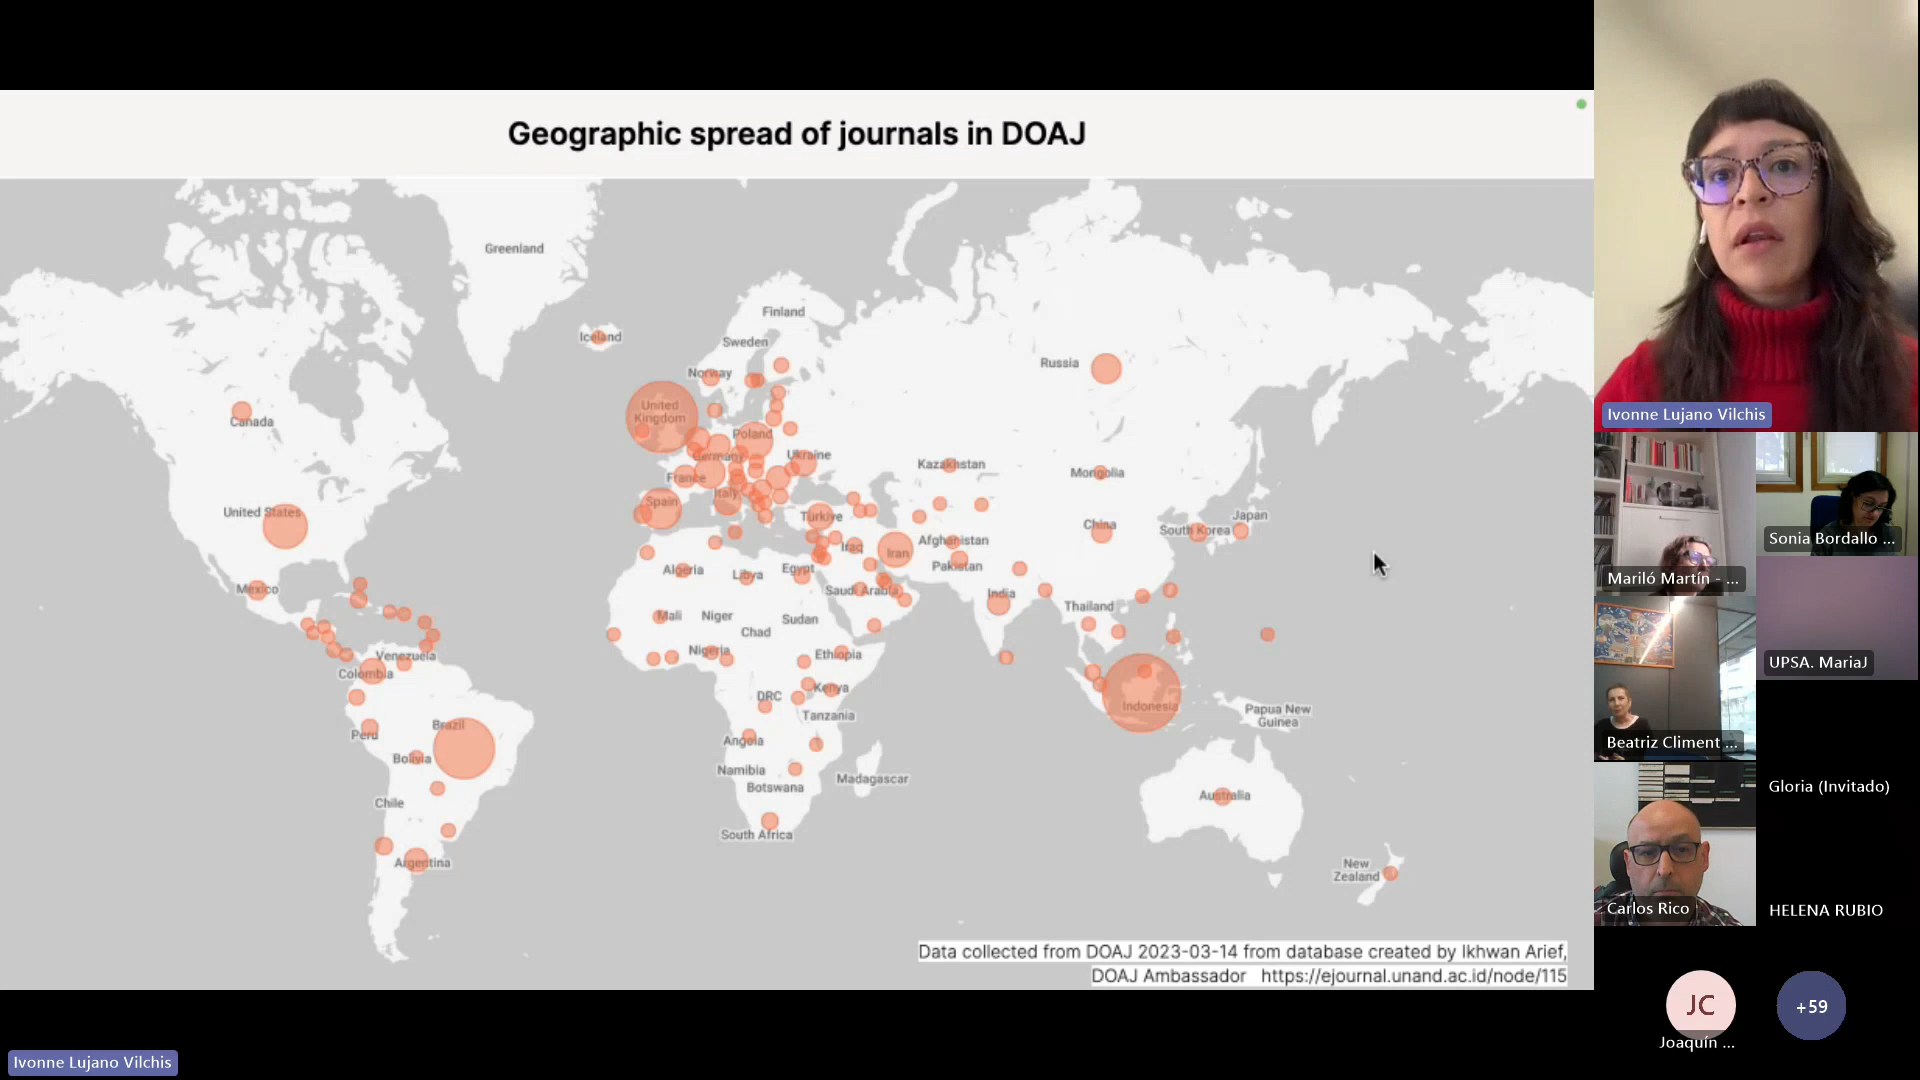 Geographic spread of journals in DOAJ
Greenland
Iceland
Finland
Sweden
Norway
Russia
United
Kingdom
Poland
Germany
Ukraine
France
Italy
Spain
Türkiye
Canada
United States
Mexico
Kazakhstan
Mongolia
China
South Korea
Japan
Afghanistan
Iraq
Iran
Pakistan
Algeria
Libya
Egypt
Saudi Arabia
India
Thailand
Mali
Niger
Chad
Sudan
Nigeria
Ethiopia
Venezuela
Colombia
DRC
Kenya
Tanzania
Indonesia
Papua New
Guinea
Brazil
Peru
Bolivia
Angola
Namibia
Botswana
Madagascar
Chile
South Africa
Australia
Argentina
New
Zealand
Data collected from DOAJ 2023-03-14 from database created by Ikhwan Arief,
DOAJ Ambassador https://ejournal.unand.ac.id/node/115
Ivonne Lujano Vilchis
Ivonne Lujano Vilchis
Mariló Martín - ...
Sonia Bordallo ...
Beatriz Climent ...
UPSA. MariaJ
Carlos Rico
Gloria (Invitado)
HELENA RUBIO
JC
Joaquín ...
+59